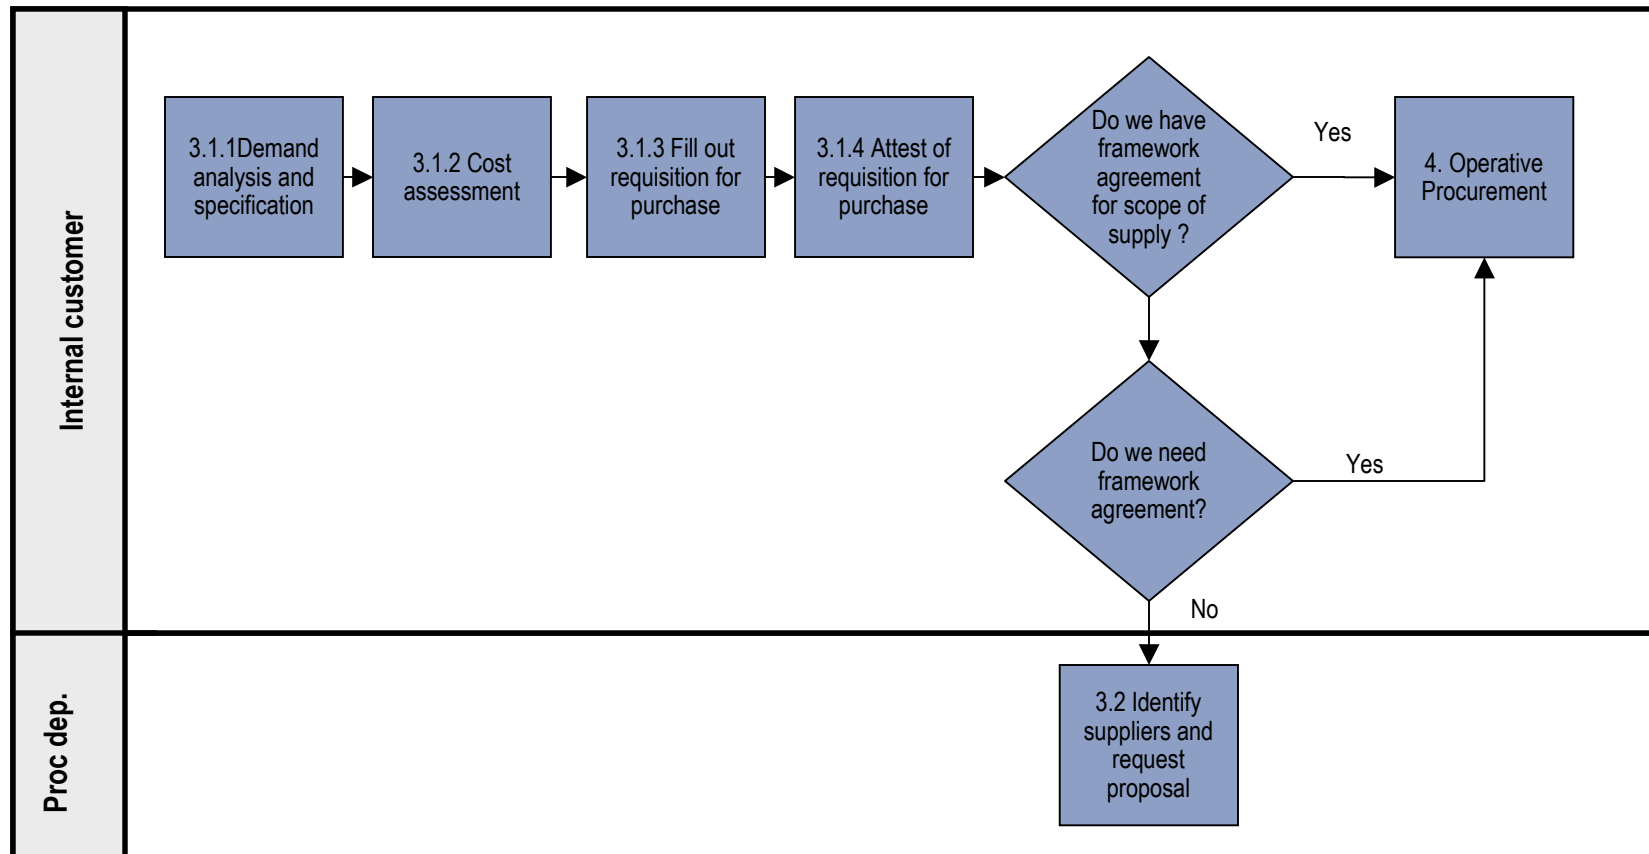 Internal customer
3.1.1Demand
analysis and
specification
3.1.2 Cost
assessment
3.1.3 Fill out
requisition for
purchase
3.1.4 Attest of
requisition for
purchase
Do we have
framework
agreement
for scope of
supply ?
Yes
4. Operative
Procurement
Do we need
framework
agreement?
Yes
No
Proc dep.
3.2 Identify
suppliers and
request
proposal